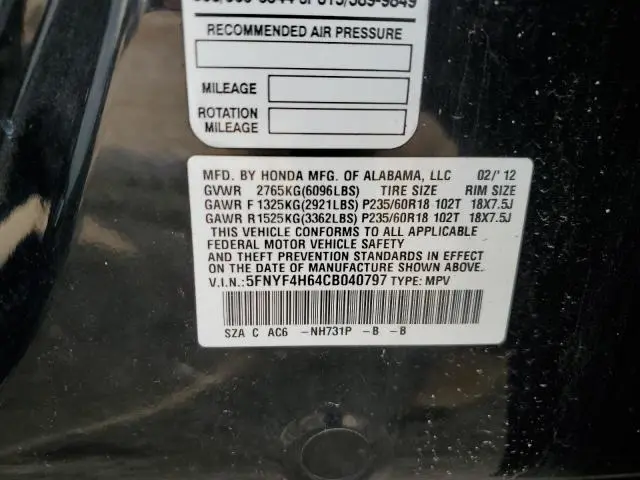 RECOMMENDED AIR PRESSURE
MILEAGE
ROTATION
MILEAGE
MFD. BY HONDA MFG. OF ALABAMA, LLC 02/'12
GVWR 2765KG(6096LBS) TIRE SIZE RIM SIZE
GAWR F 1325KG(2921LBS) P235/60R18 102T 18X7.5J
GAWR R 1525KG(3362LBS) P235/60R18 102T 18X7.5J
THIS VEHICLE CONFORMS TO ALL APPLICABLE
FEDERAL MOTOR VEHICLE SAFETY
AND THEFT PREVENTION STANDARDS IN EFFECT
ON THE DATE OF MANUFACTURE SHOWN ABOVE.
V.I.N.: 5FNYF4H64CB040797 TYPE: MPV
SZA C AC6 -NH731P -B -B